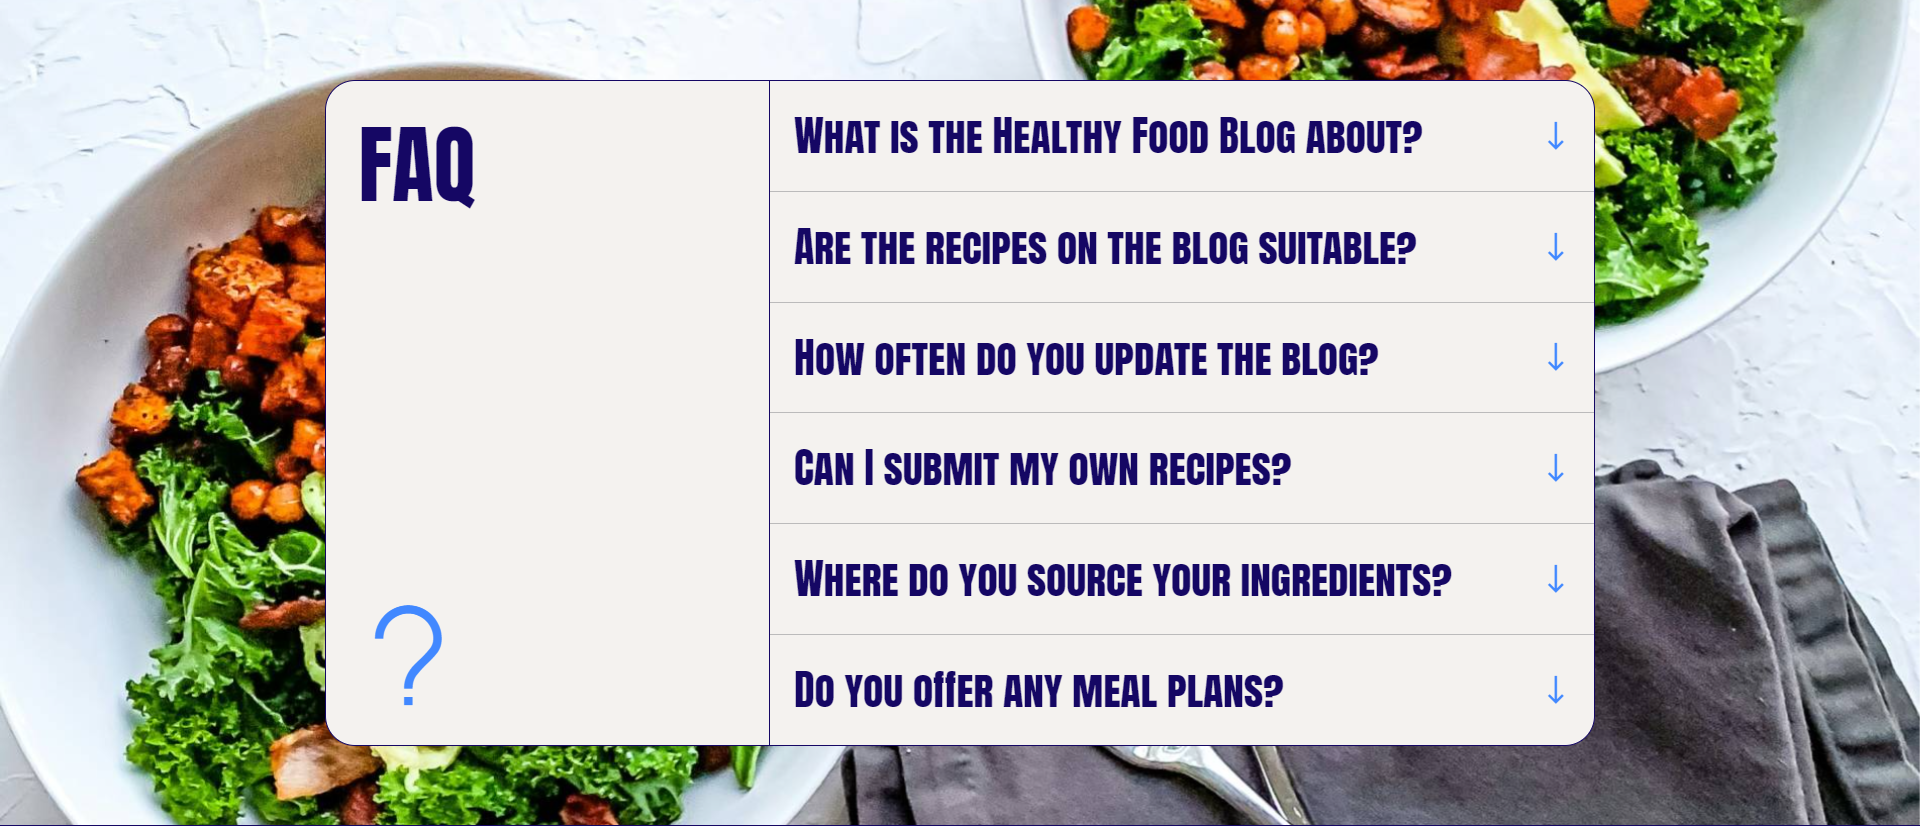 FAQ
What is the Healthy Food Blog about?
Are the recipes on the blog suitable?
How often do you update the blog?
Can I submit my own recipes?
Where do you source your ingredients?
Do you offer any meal plans?
?